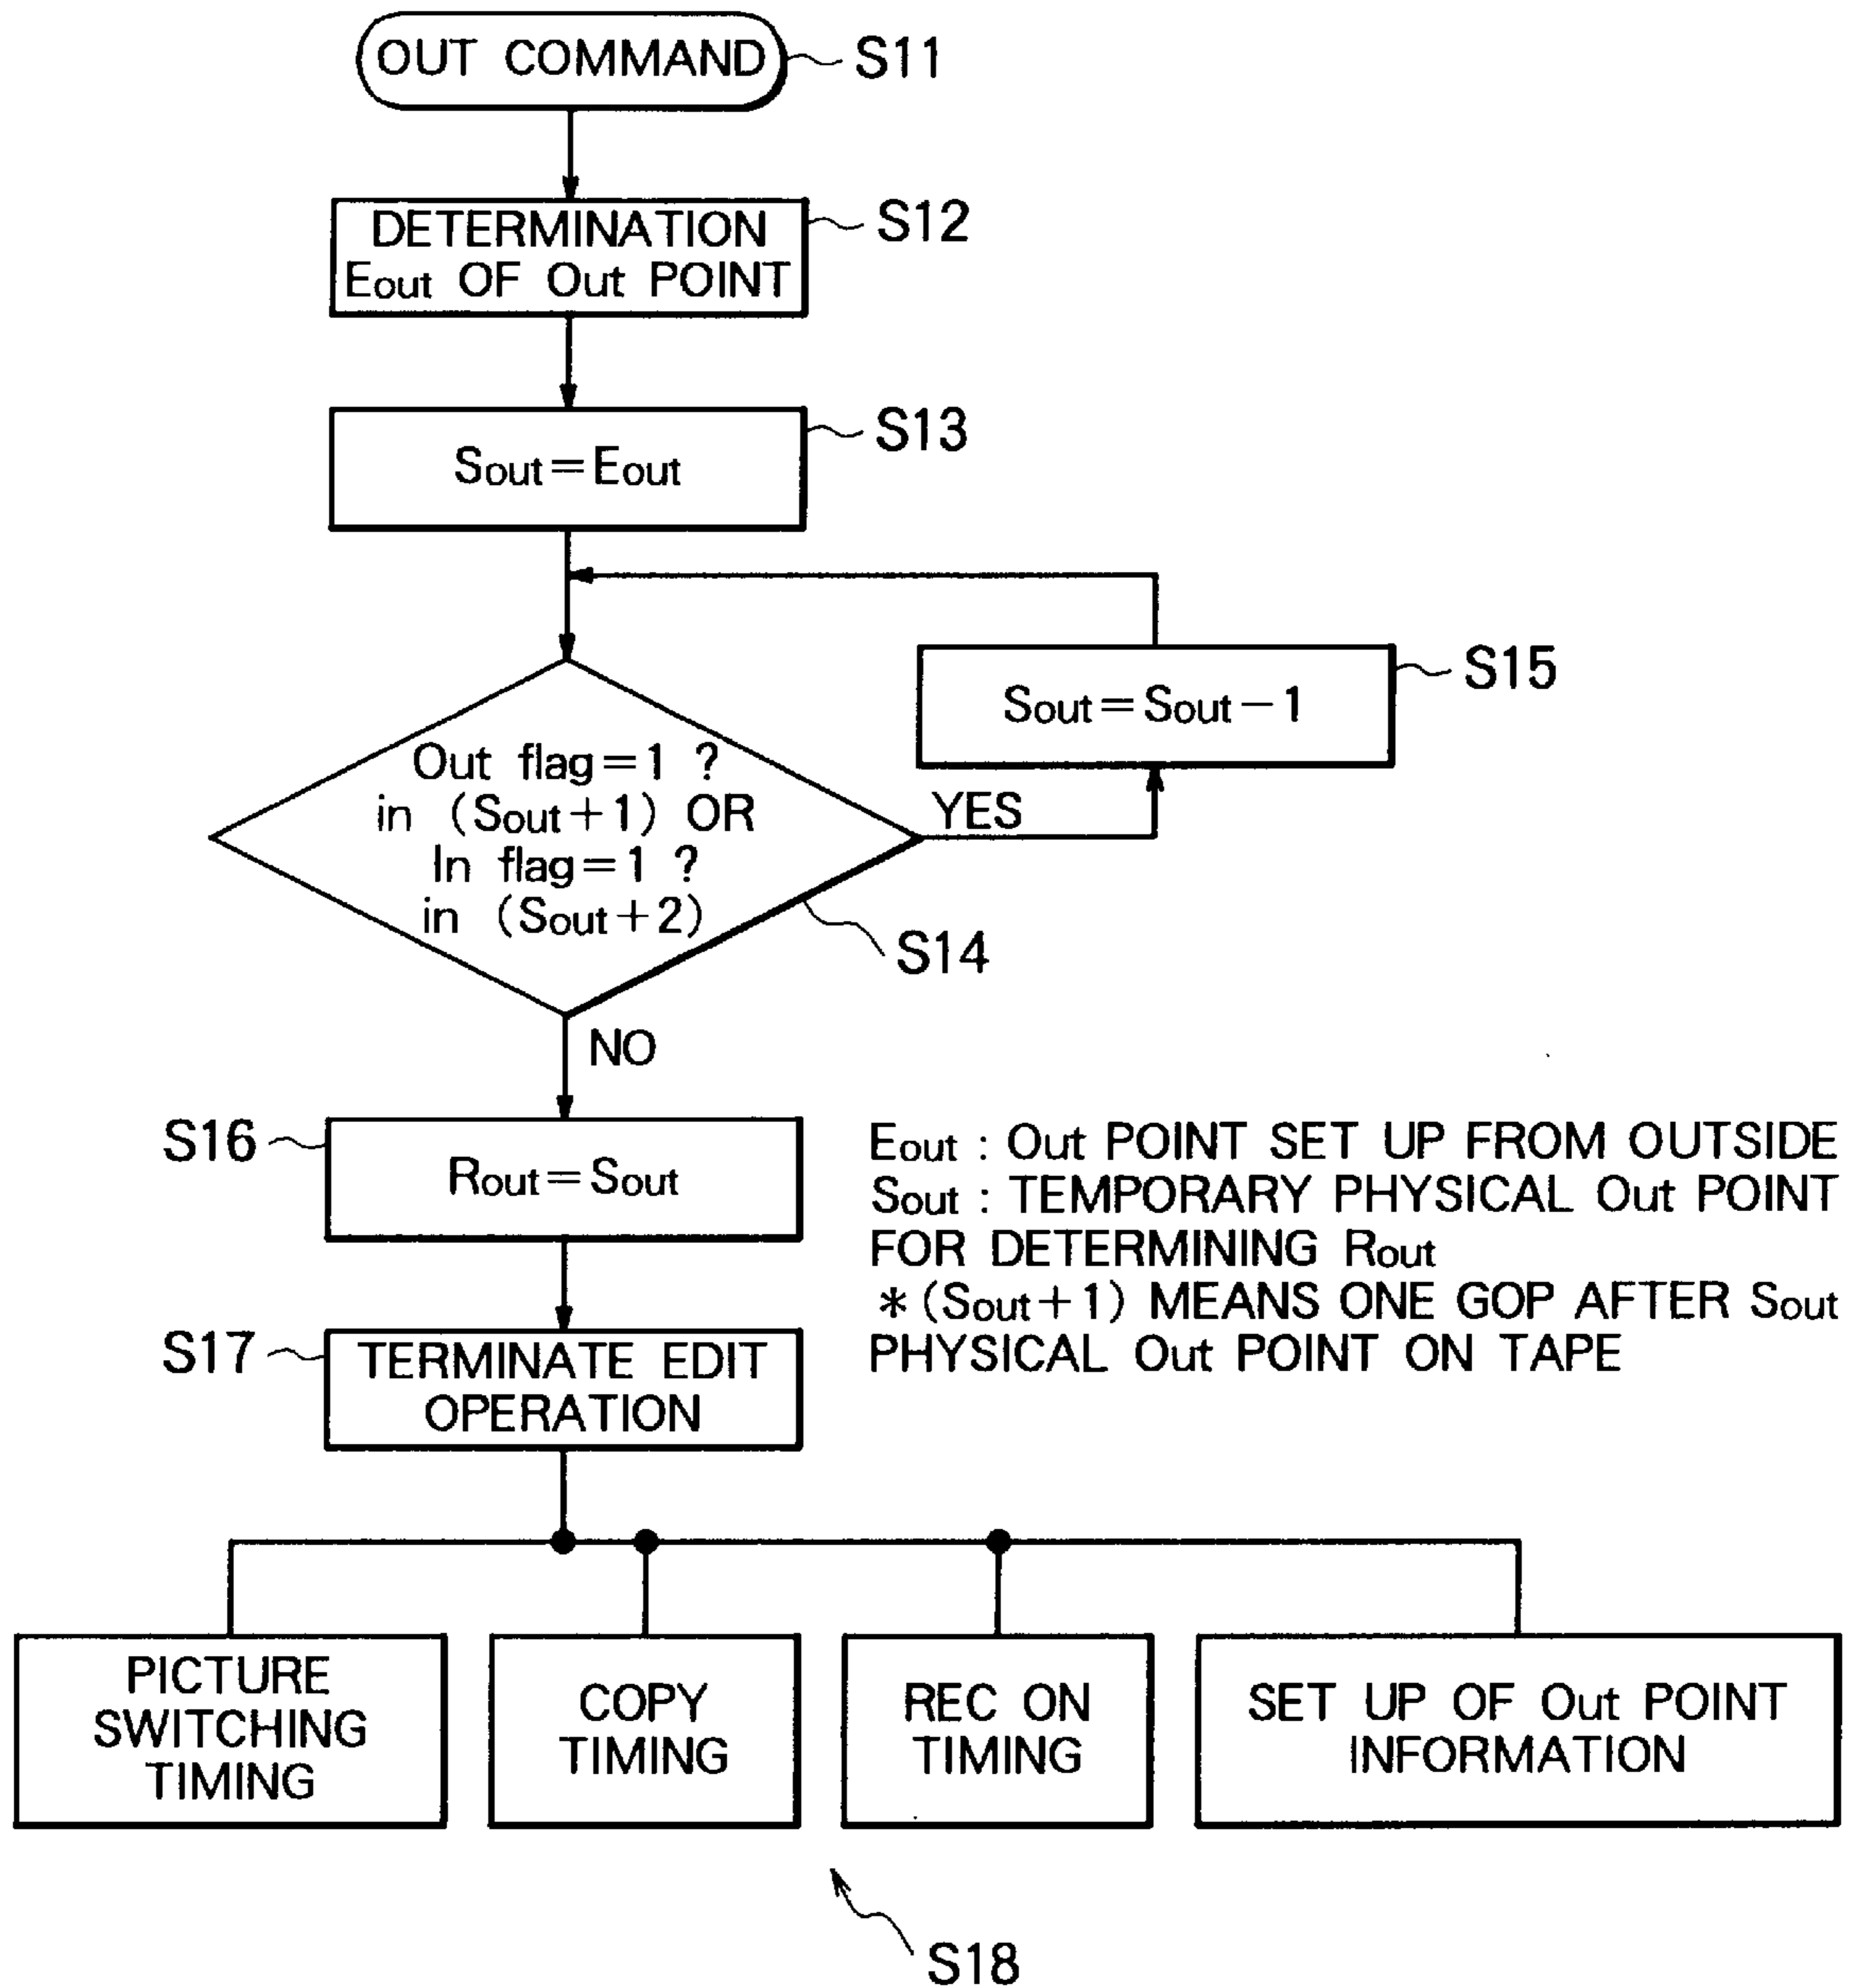 OUT COMMAND
S11
DETERMINATION
Eout OF Out POINT
S12
Sout=Eout
S13
Sout=Sout−1
S15
Out flag=1 ?
in (Sout+1) OR
In flag=1 ?
in (Sout+2)
YES
S14
NO
S16
Rout=Sout
Eout : Out POINT SET UP FROM OUTSIDE
Sout : TEMPORARY PHYSICAL Out POINT
FOR DETERMINING Rout
*(Sout+1) MEANS ONE GOP AFTER Sout
PHYSICAL Out POINT ON TAPE
S17
TERMINATE EDIT
OPERATION
PICTURE
SWITCHING
TIMING
COPY
TIMING
REC ON
TIMING
SET UP OF Out POINT
INFORMATION
S18